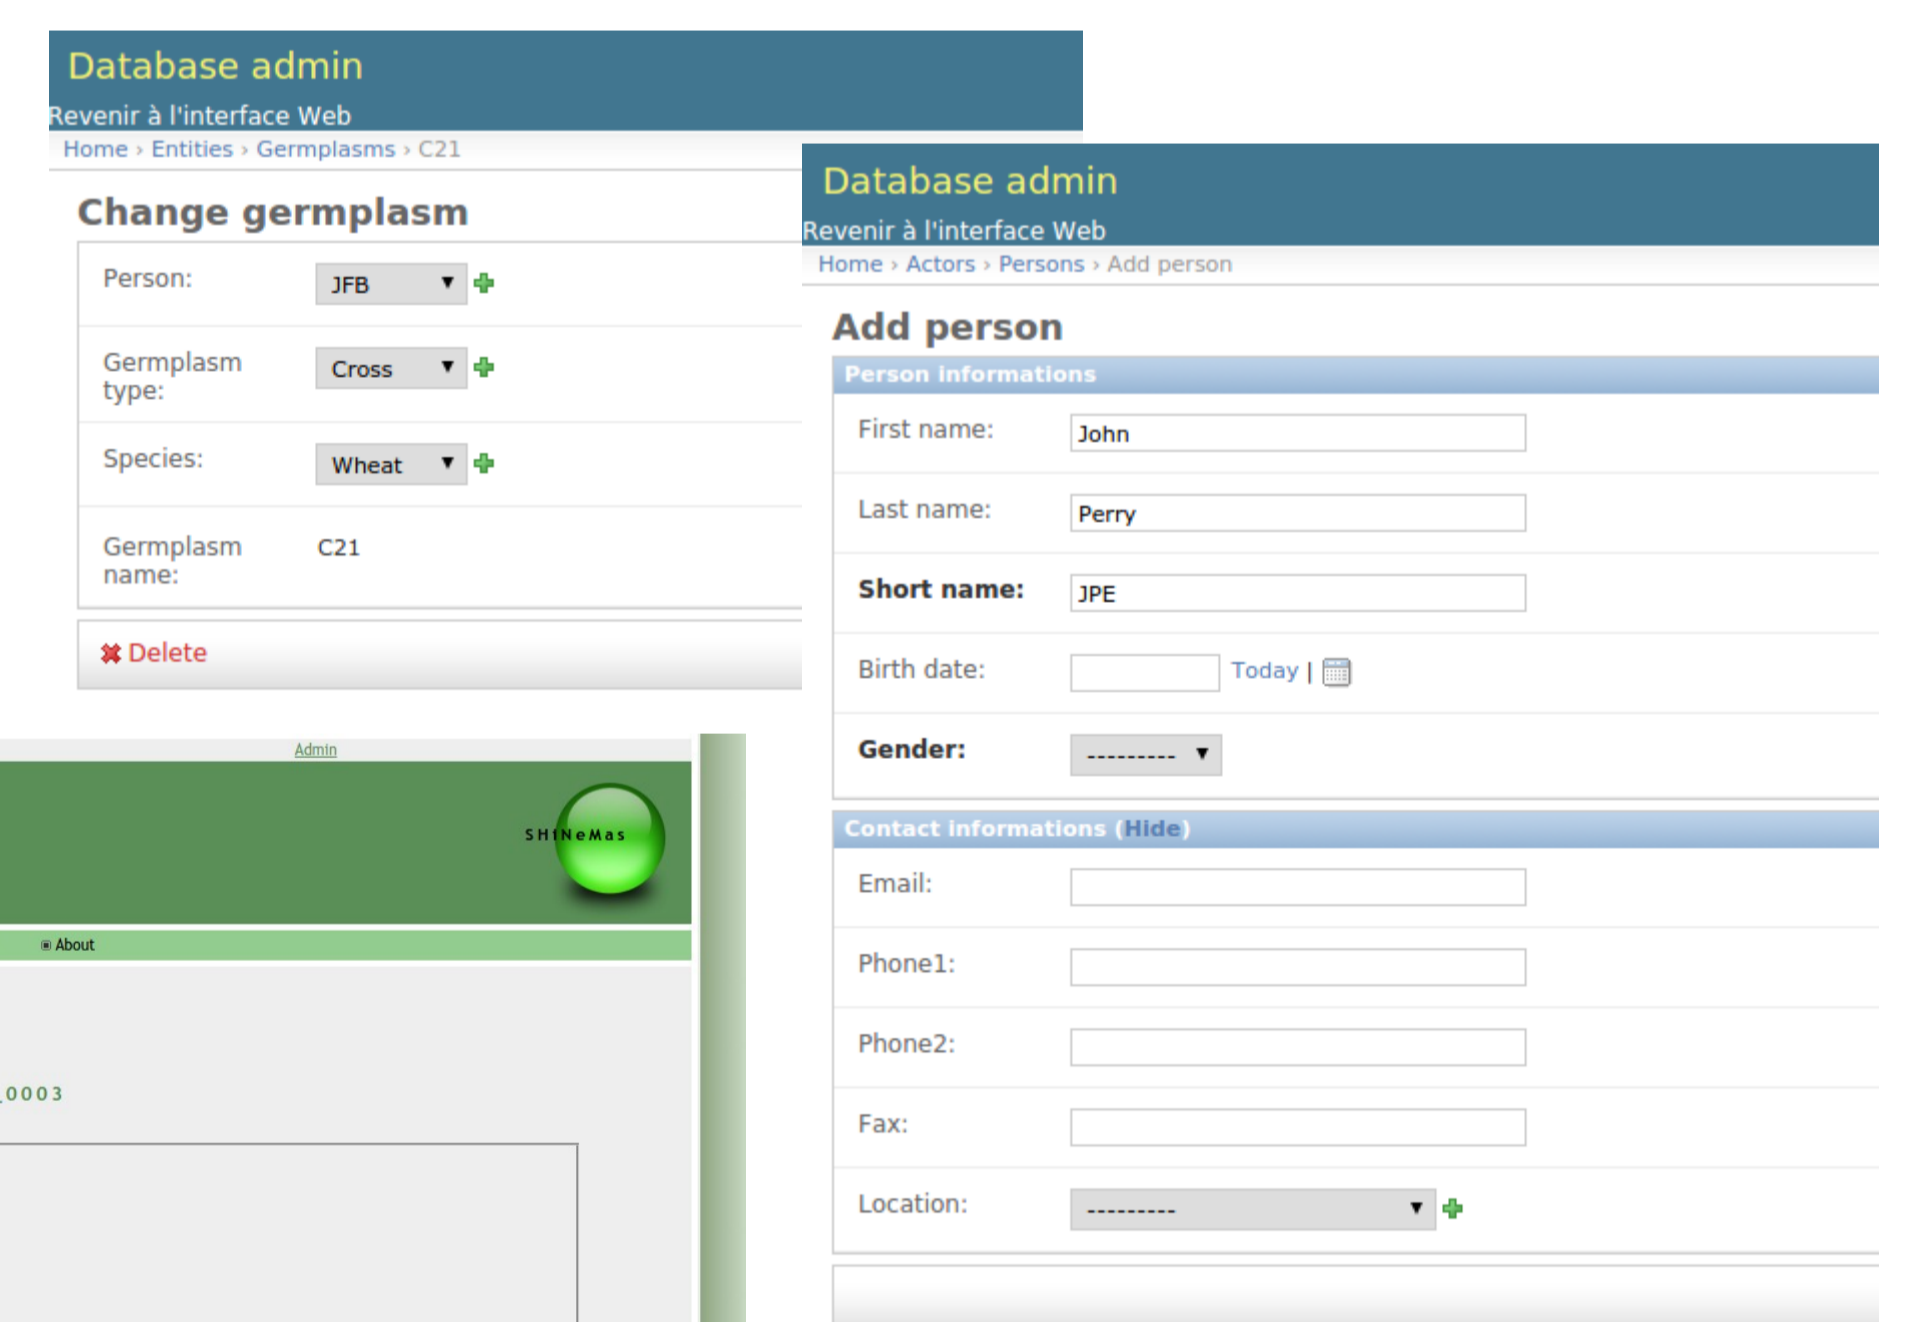 Database admin
Revenir à l'interface Web
Home › Entities › Germplasms › C21
Change germplasm
Person:
JFB
Germplasm
type:
Cross
Species:
Wheat
Germplasm
name:
C21
Delete
Database admin
Revenir à l'interface Web
Home › Actors › Persons › Add person
Add person
Person informations
First name:
John
Last name:
Perry
Short name:
JPE
Birth date:
Today |
Gender:
---------
Contact informations (Hide)
Email:
Phone1:
Phone2:
Fax:
Location:
---------
Admin
SHiNeMas
About
_0003